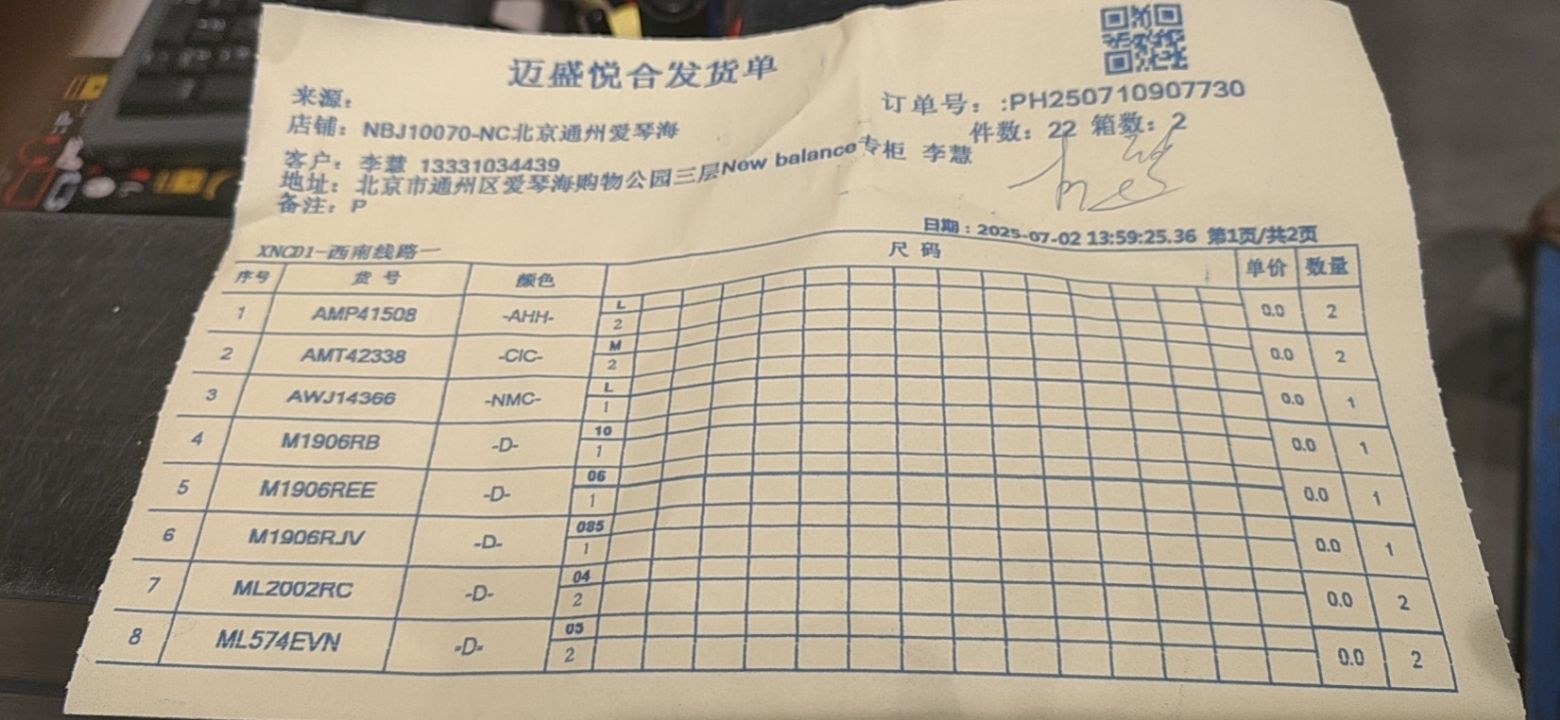 迈盛悦合发货单
来源：
订单号：:PH250710907730
店铺：NBJ10070-NC北京通州爱琴海
件数：22 箱数：2
客户：李慧 13331034439
地址：北京市通州区爱琴海购物公园三层New balance专柜 李慧
备注：P
日期：2025-07-02 13:59:25.36 第1页/共2页
XNCD1-西南线路一
序号 货号 颜色 尺码 单价 数量
1 AMP41508 -AHH- L 2 0.0 2
2 AMT42338 -CIC- M 2 0.0 2
3 AWJ14366 -NMC- L 1 0.0 1
4 M1906RB -D- 10 1 0.0 1
5 M1906REE -D- 06 1 0.0 1
6 M1906RJV -D- 085 1 0.0 1
7 ML2002RC -D- 04 2 0.0 2
8 ML574EVN -D- 05 2 0.0 2